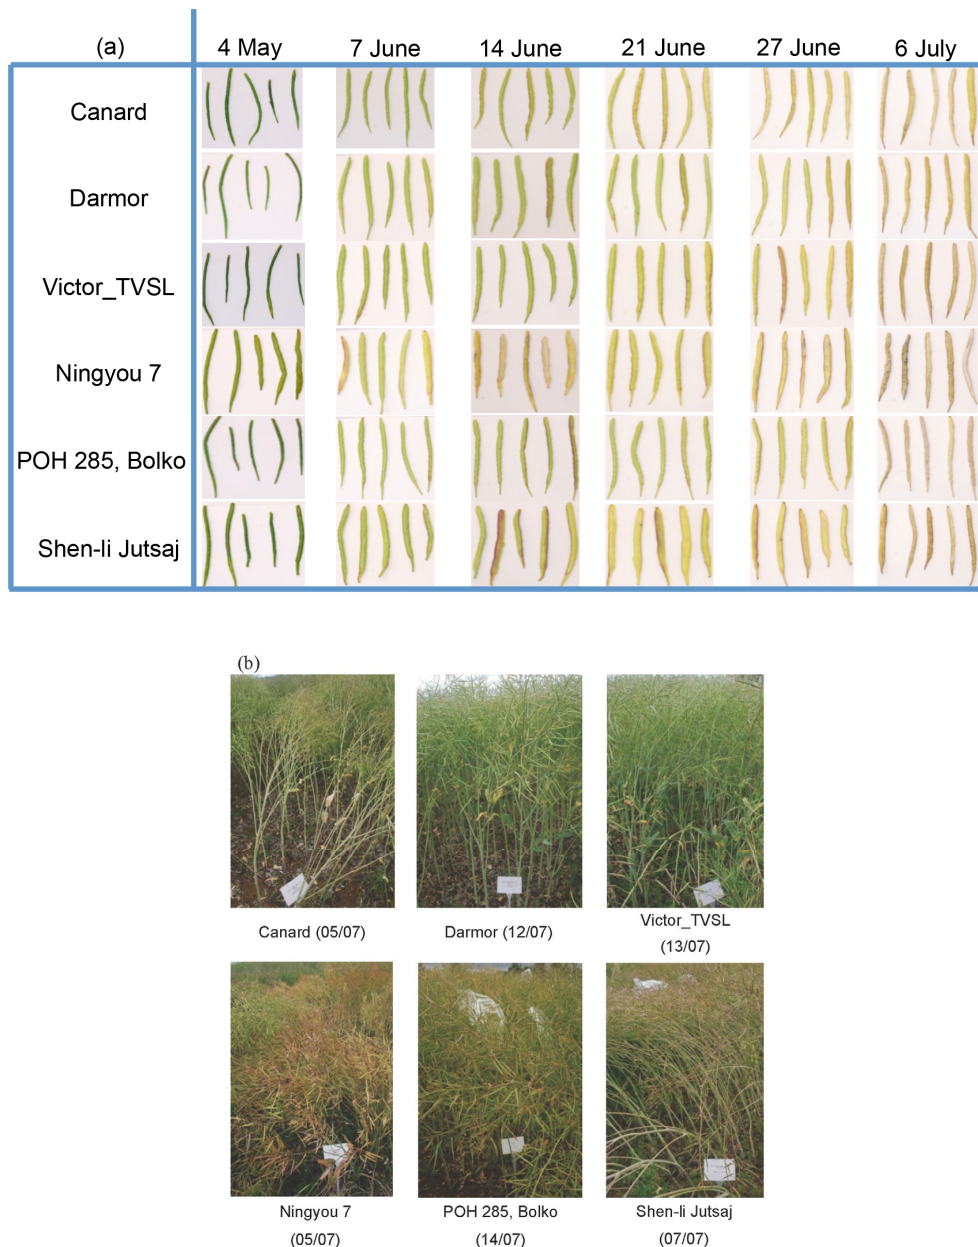 (a) 4 May 7 June 14 June 21 June 27 June 6 July
Canard
Darmor
Victor_TVSL
Ningyou 7
POH 285, Bolko
Shen-li Jutsaj
(b)
Canard (05/07) Darmor (12/07) Victor_TVSL
(13/07)
Ningyou 7 POH 285, Bolko Shen-li Jutsaj
(05/07) (14/07) (07/07)